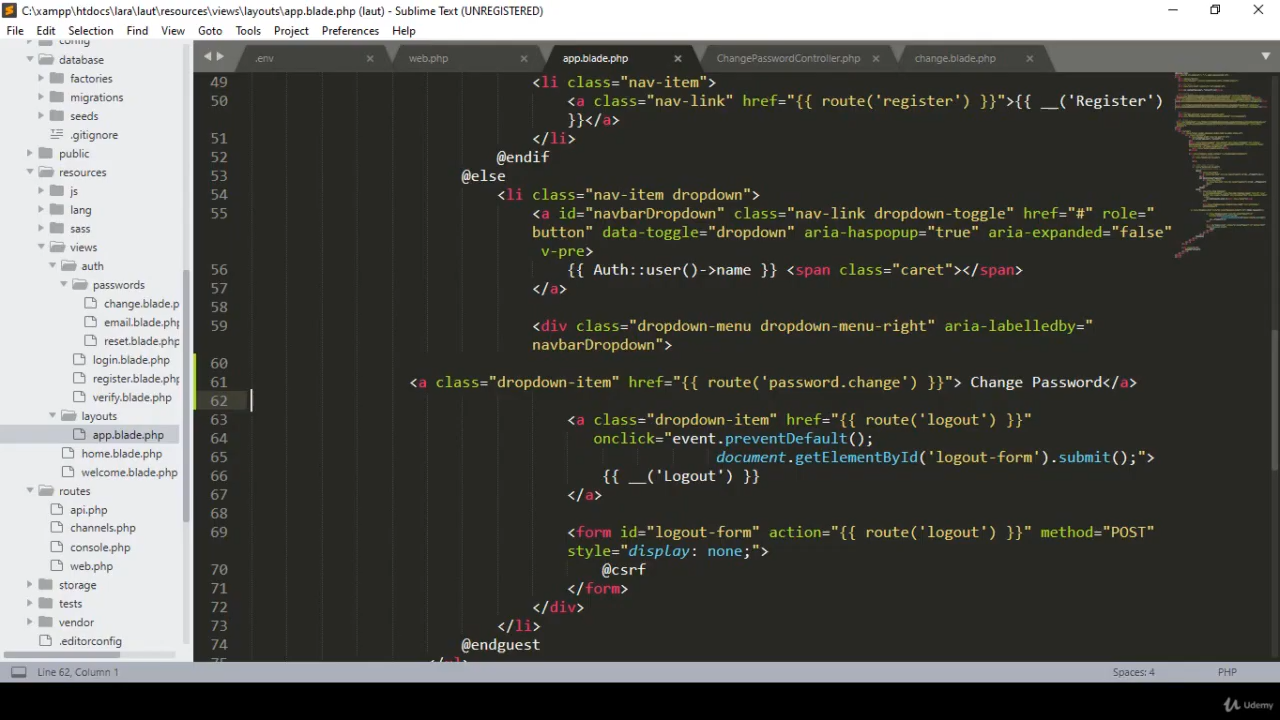 C:\xampp\htdocs\lara\laut\resources\views\layouts\app.blade.php (laut) - Sublime Text (UNREGISTERED)
File Edit Selection Find View Goto Tools Project Preferences Help
.env web.php app.blade.php ChangePasswordController.php change.blade.php
config
database
factories
migrations
seeds
.gitignore
public
resources
js
lang
sass
views
auth
passwords
change.blade.p
email.blade.php
reset.blade.php
login.blade.php
register.blade.php
verify.blade.php
layouts
app.blade.php
home.blade.php
welcome.blade.php
routes
api.php
channels.php
console.php
web.php
storage
tests
vendor
.editorconfig
49 <li class="nav-item">
50 <a class="nav-link" href="{{ route('register') }}">{{ __('Register')
}}</a>
51 </li>
52 @endif
53 @else
54 <li class="nav-item dropdown">
55 <a id="navbarDropdown" class="nav-link dropdown-toggle" href="#" role="
button" data-toggle="dropdown" aria-haspopup="true" aria-expanded="false"
v-pre>
56 {{ Auth::user()->name }} <span class="caret"></span>
57 </a>
58
59 <div class="dropdown-menu dropdown-menu-right" aria-labelledby="
navbarDropdown">
60
61 <a class="dropdown-item" href="{{ route('password.change') }}"> Change Password</a>
62
63 <a class="dropdown-item" href="{{ route('logout') }}"
64 onclick="event.preventDefault();
65 document.getElementById('logout-form').submit();">
66 {{ __('Logout') }}
67 </a>
68
69 <form id="logout-form" action="{{ route('logout') }}" method="POST"
style="display: none;">
70 @csrf
71 </form>
72 </div>
73 </li>
74 @endguest
Line 62, Column 1
Spaces: 4
PHP
Udemy